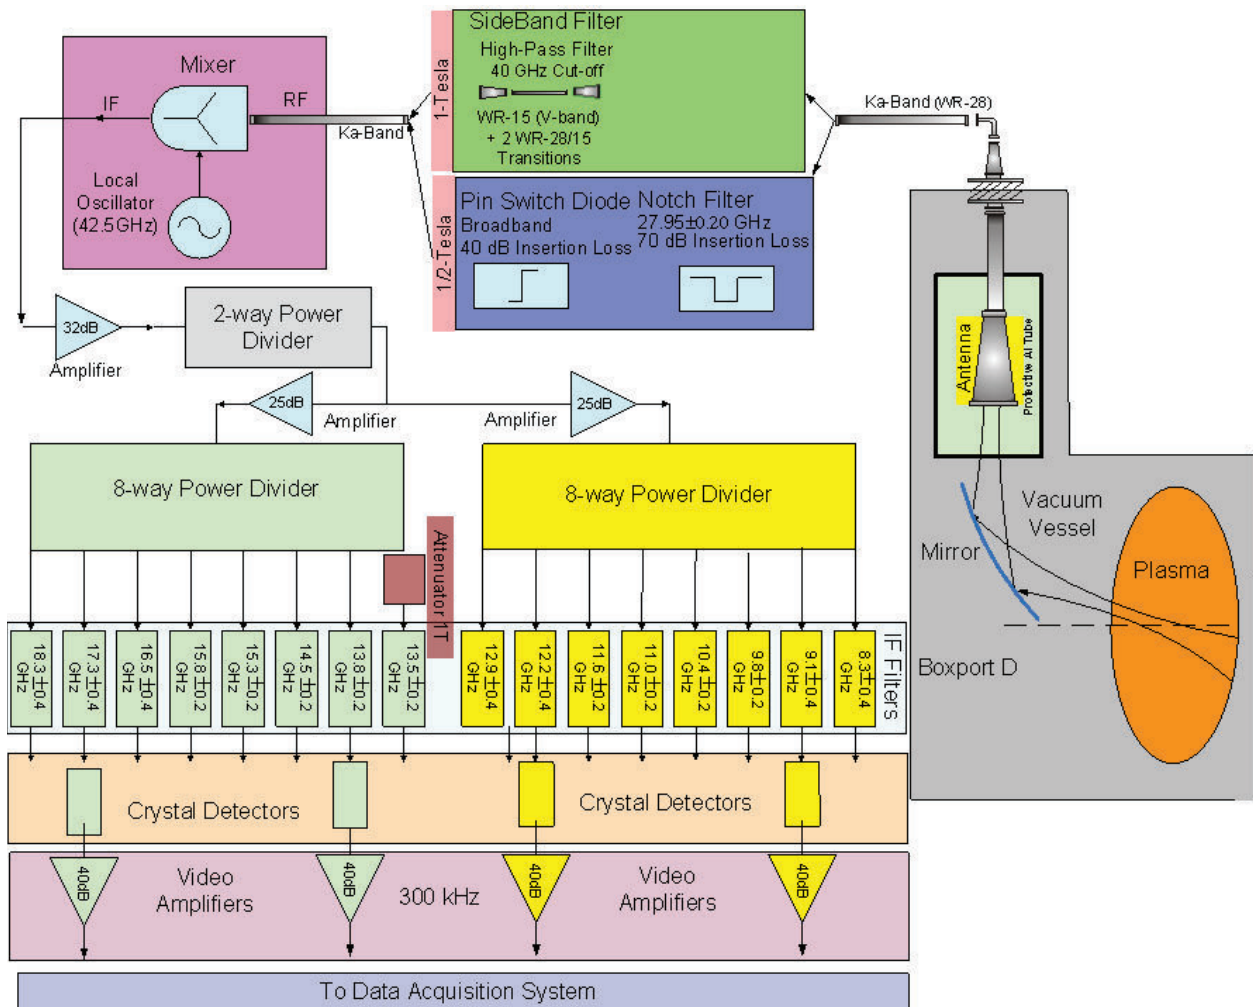 SideBand Filter
High-Pass Filter
40 GHz Cut-off
WR-15 (V-band)
+ 2 WR-28/15
Transitions
1-Tesla
Mixer
IF
RF
Ka-Band
Local
Oscillator
(42.5GHz)
Ka-Band (WR-28)
Pin Switch Diode
Broadband
40 dB Insertion Loss
Notch Filter
27.95±0.20 GHz
70 dB Insertion Loss
1/2-Tesla
32dB
Amplifier
2-way Power
Divider
25dB
Amplifier
Amplifier
25dB
Antenna
Protective Al Tube
8-way Power Divider
8-way Power Divider
Attenuator 1T
Vacuum
Vessel
Mirror
Plasma
Boxport D
18.3±0.4
GHz
17.3±0.4
GHz
16.5±0.4
GHz
15.8±0.2
GHz
15.3±0.2
GHz
14.5±0.2
GHz
13.8±0.2
GHz
13.5±0.2
GHz
12.9±0.4
GHz
12.2±0.4
GHz
11.6±0.2
GHz
11.0±0.2
GHz
10.4±0.2
GHz
9.8±0.2
GHz
9.1±0.4
GHz
8.3±0.4
GHz
IF Filters
Crystal Detectors
Crystal Detectors
40dB
Video
Amplifiers
40dB
300 kHz
40dB
Video
Amplifiers
40dB
To Data Acquisition System